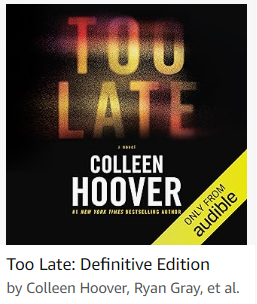 TOO
LATE
a novel
COLLEEN
HOOVER
#1 NEW YORK TIMES BESTSELLING AUTHOR
ONLY FROM
audible
Too Late: Definitive Edition
by Colleen Hoover, Ryan Gray, et al.